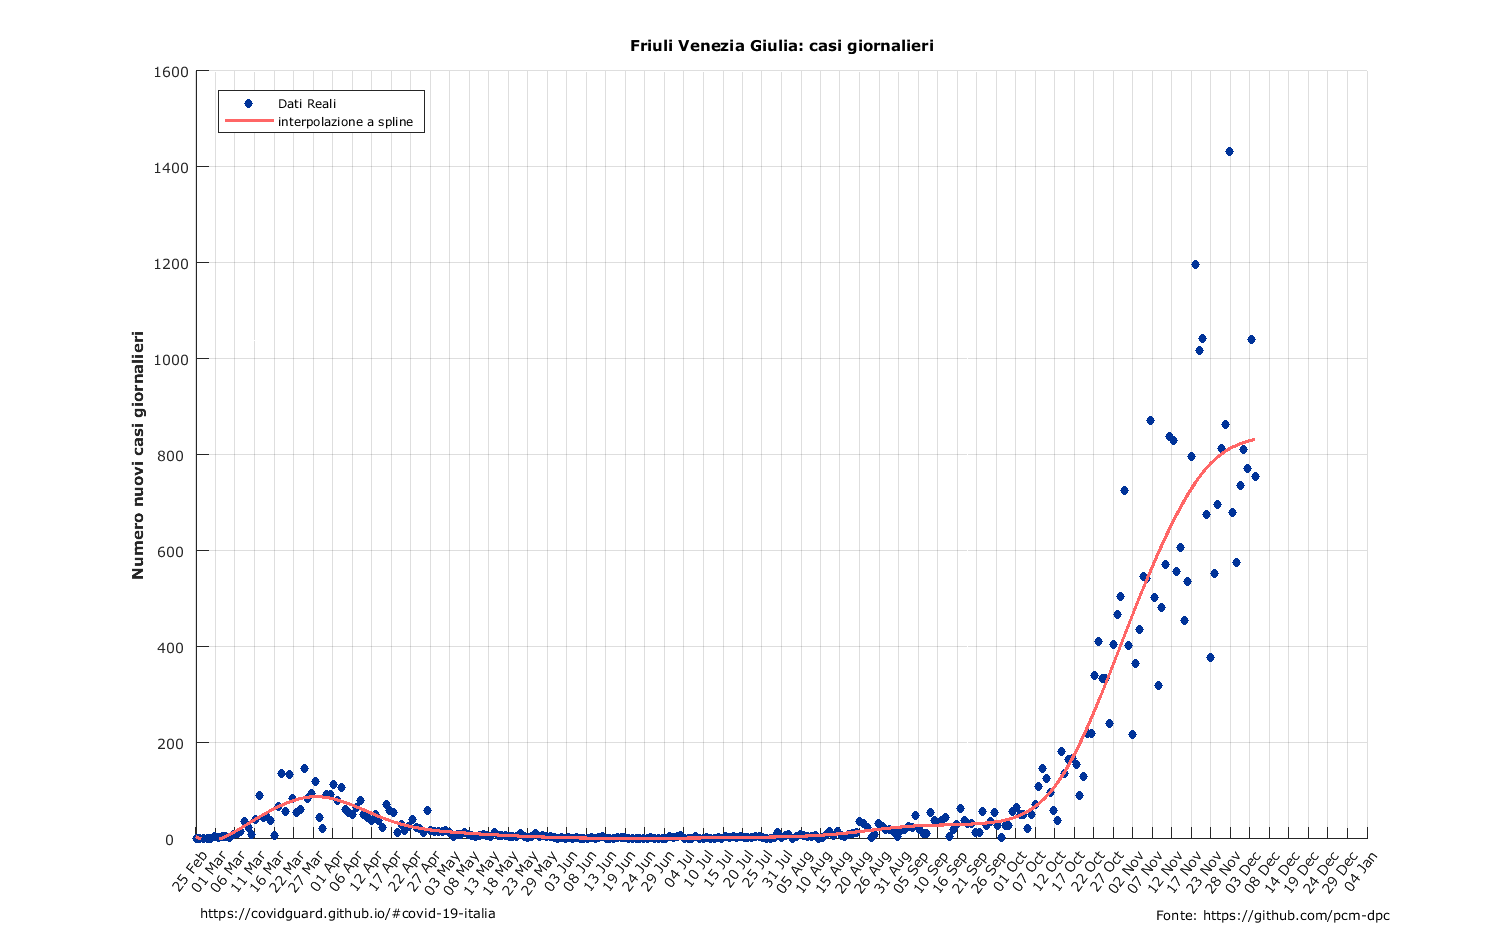 Friuli Venezia Giulia: casi giornalieri
Dati Reali
interpolazione a spline
Numero nuovi casi giornalieri
1600
1400
1200
1000
800
600
400
200
0
25 Feb
01 Mar
06 Mar
11 Mar
16 Mar
22 Mar
27 Mar
01 Apr
06 Apr
12 Apr
17 Apr
22 Apr
27 Apr
03 May
08 May
13 May
18 May
23 May
29 May
03 Jun
08 Jun
13 Jun
19 Jun
24 Jun
29 Jun
04 Jul
10 Jul
15 Jul
20 Jul
25 Jul
31 Jul
05 Aug
10 Aug
15 Aug
20 Aug
26 Aug
31 Aug
05 Sep
10 Sep
16 Sep
21 Sep
26 Sep
01 Oct
07 Oct
12 Oct
17 Oct
22 Oct
27 Oct
02 Nov
07 Nov
12 Nov
17 Nov
23 Nov
28 Nov
03 Dec
08 Dec
14 Dec
19 Dec
24 Dec
29 Dec
04 Jan
https://covidguard.github.io/#covid-19-italia
Fonte: https://github.com/pcm-dpc